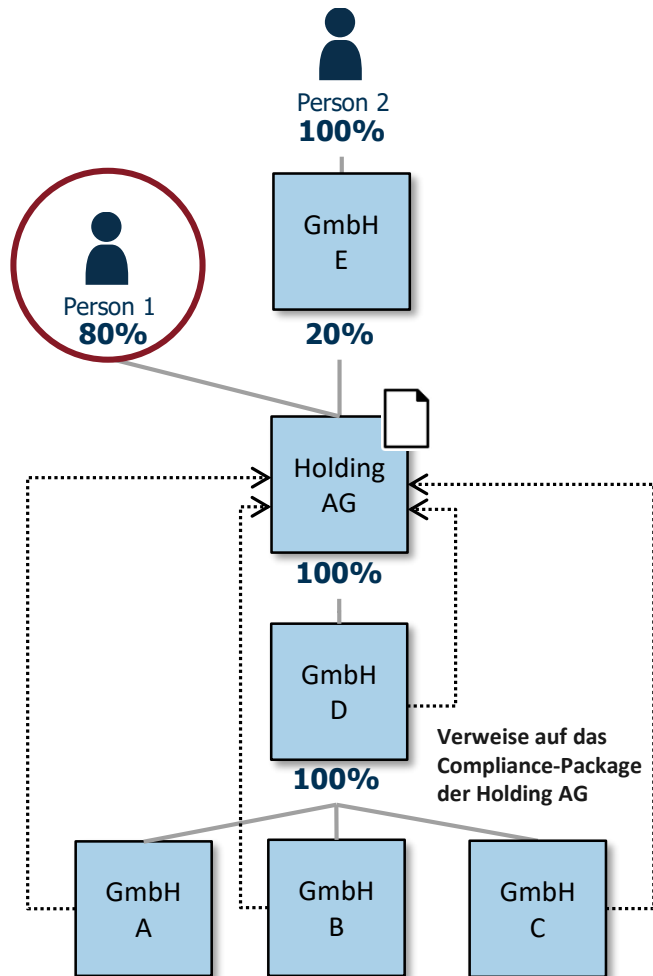 Person 2
100%
GmbH
E
Person 1
80%
20%
Holding
AG
100%
GmbH
D
Verweise auf das
Compliance-Package
der Holding AG
100%
GmbH
A
GmbH
B
GmbH
C